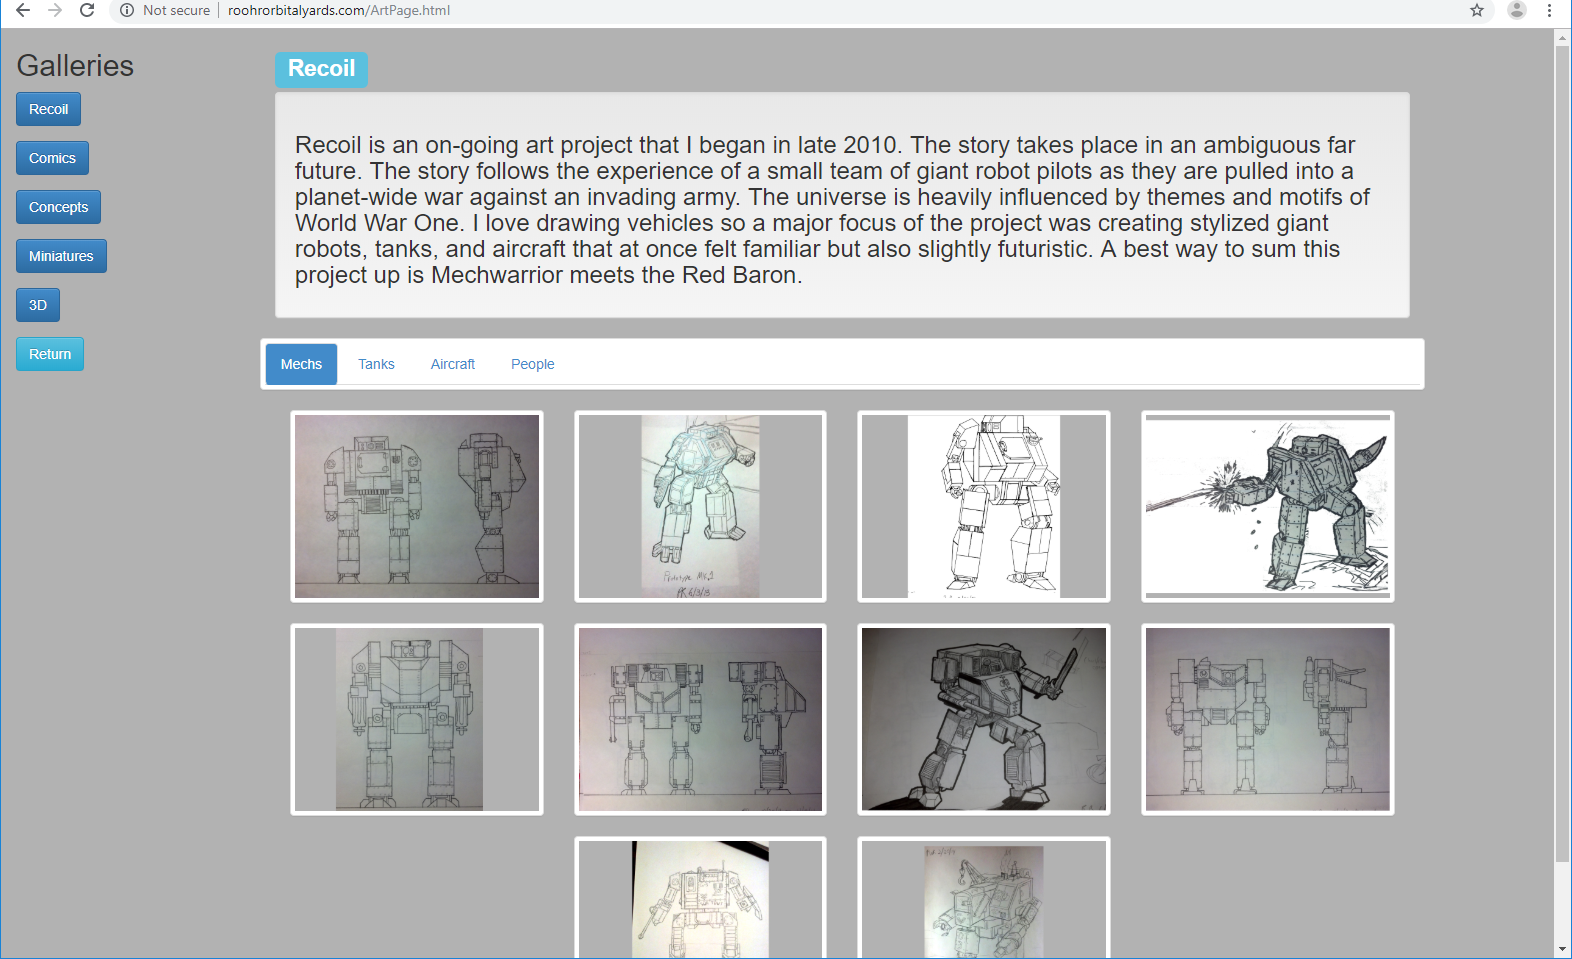 Not secure | roohrorbitalyards.com/ArtPage.html
Galleries
Recoil
Comics
Concepts
Miniatures
3D
Return
Recoil
Recoil is an on-going art project that I began in late 2010. The story takes place in an ambiguous far
future. The story follows the experience of a small team of giant robot pilots as they are pulled into a
planet-wide war against an invading army. The universe is heavily influenced by themes and motifs of
World War One. I love drawing vehicles so a major focus of the project was creating stylized giant
robots, tanks, and aircraft that at once felt familiar but also slightly futuristic. A best way to sum this
project up is Mechwarrior meets the Red Baron.
Mechs Tanks Aircraft People
Prototype Mk.1
6/3/13